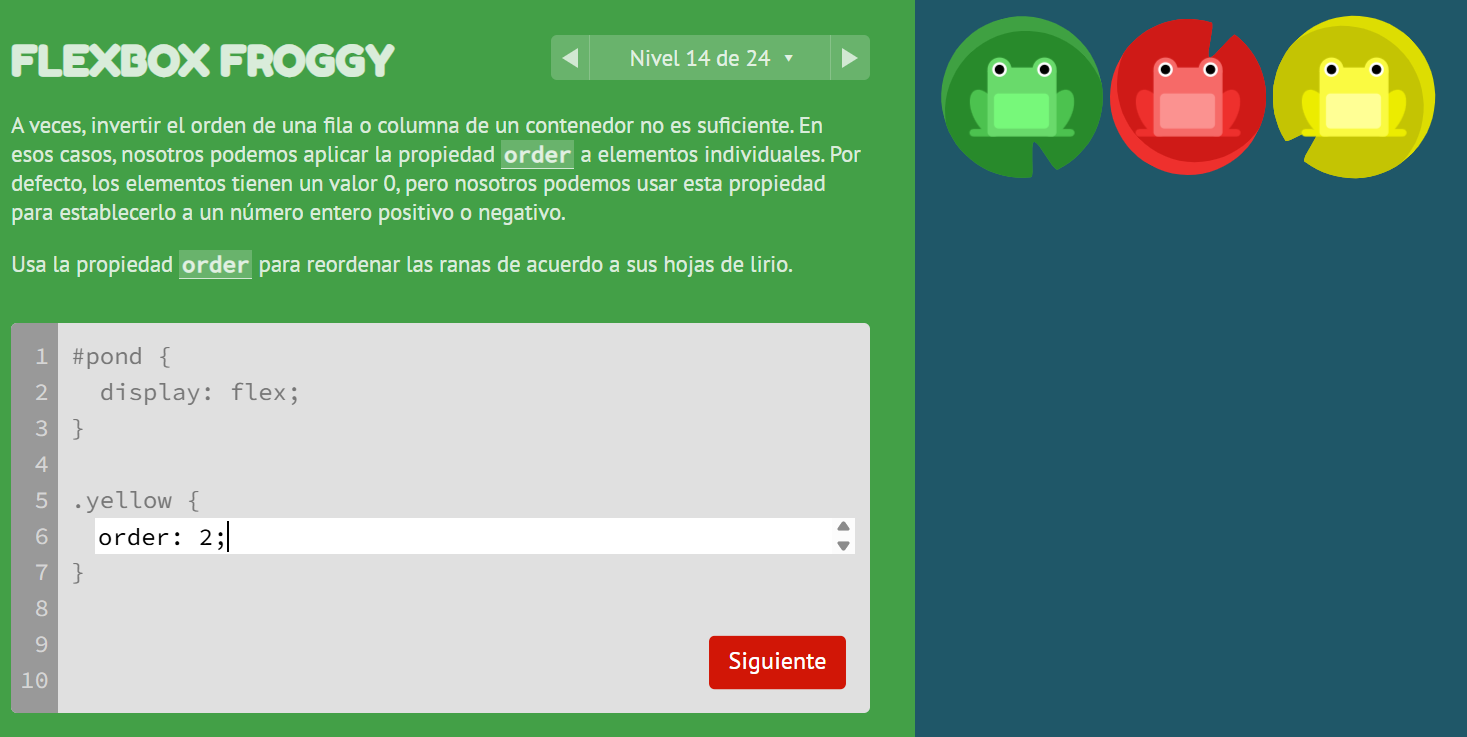 FLEXBOX FROGGY
Nivel 14 de 24
A veces, invertir el orden de una fila o columna de un contenedor no es suficiente. En
esos casos, nosotros podemos aplicar la propiedad order a elementos individuales. Por
defecto, los elementos tienen un valor 0, pero nosotros podemos usar esta propiedad
para establecerlo a un número entero positivo o negativo.
Usa la propiedad order para reordenar las ranas de acuerdo a sus hojas de lirio.
1 #pond {
2 display: flex;
3 }
4
5 .yellow {
6 order: 2;
7 }
8
9
10
Siguiente